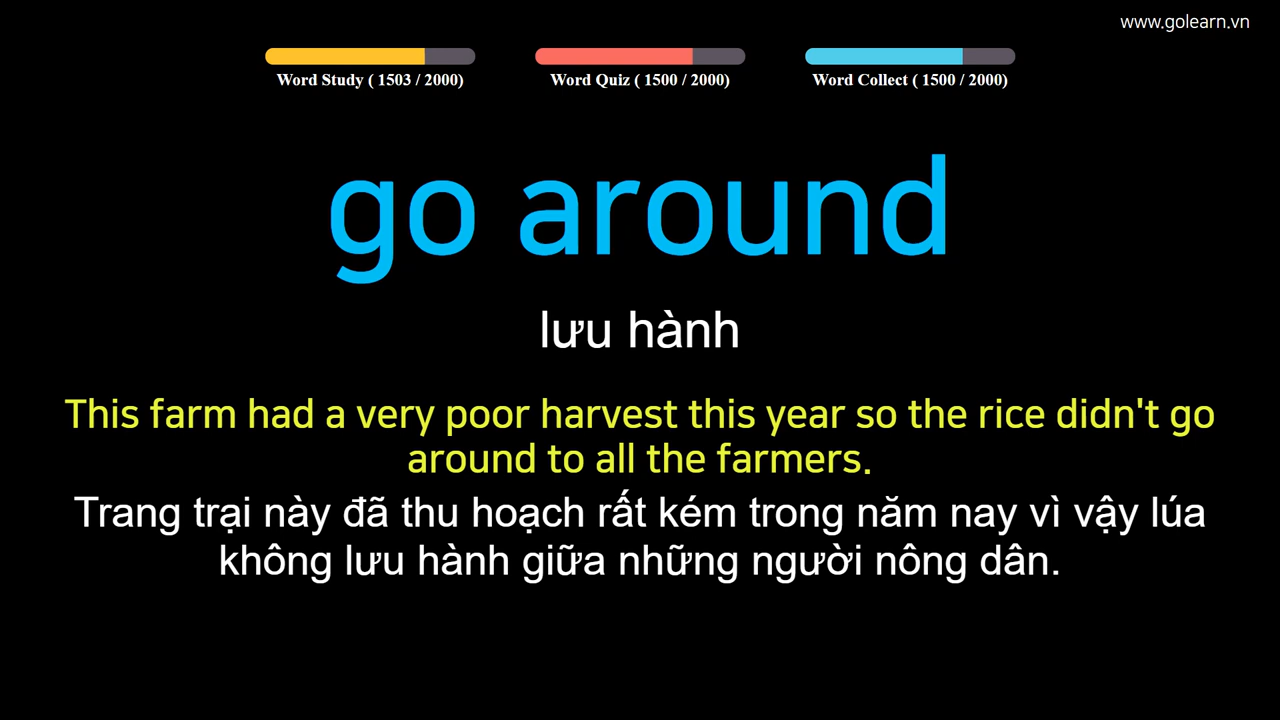 www.golearn.vn
Word Study ( 1503 / 2000)
Word Quiz ( 1500 / 2000)
Word Collect ( 1500 / 2000)
go around
lưu hành
This farm had a very poor harvest this year so the rice didn't go
around to all the farmers.
Trang trại này đã thu hoạch rất kém trong năm nay vì vậy lúa
không lưu hành giữa những người nông dân.